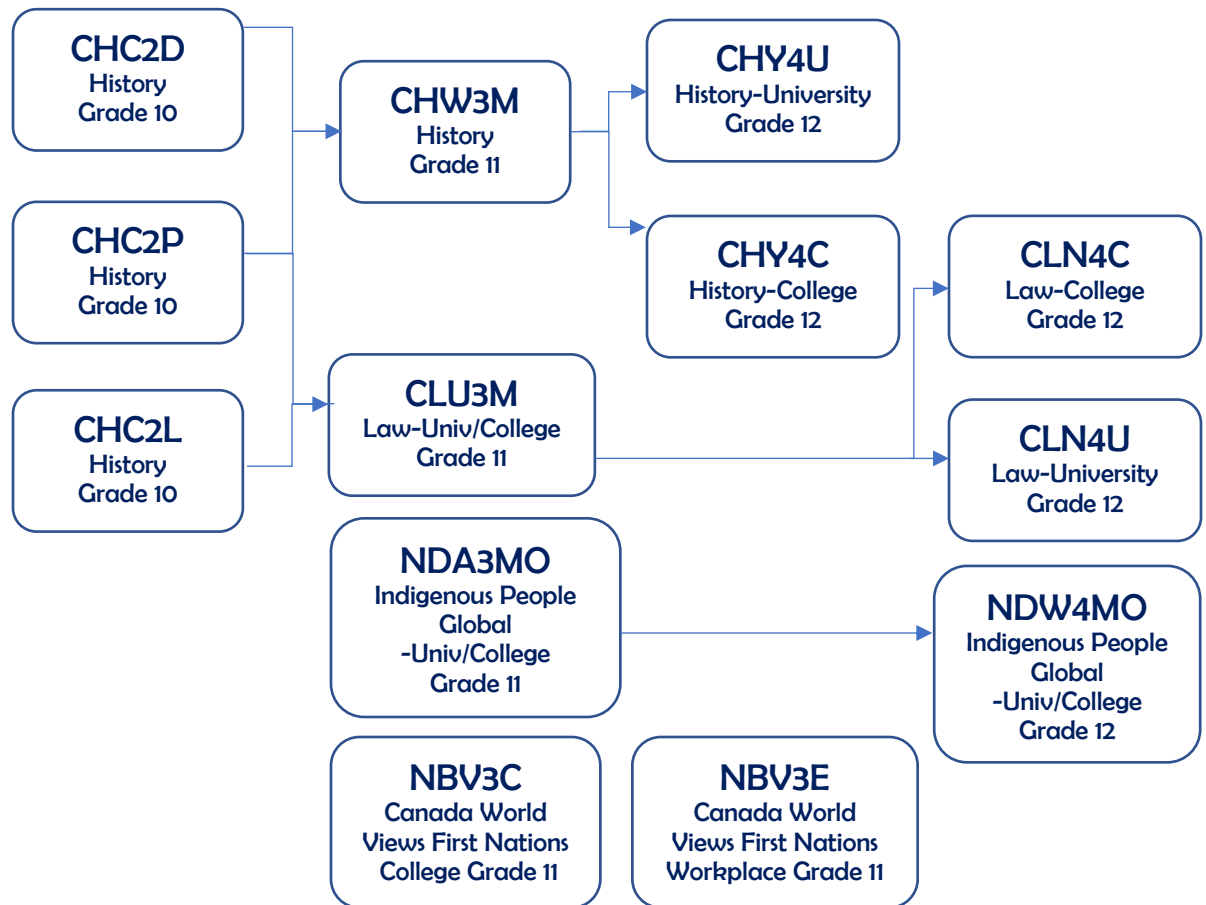 CHC2D
History
Grade 10
CHW3M
History
Grade 11
CHY4U
History-University
Grade 12
CHC2P
History
Grade 10
CHY4C
History-College
Grade 12
CLN4C
Law-College
Grade 12
CHC2L
History
Grade 10
CLU3M
Law-Univ/College
Grade 11
CLN4U
Law-University
Grade 12
NDA3MO
Indigenous People
Global
-Univ/College
Grade 11
NDW4MO
Indigenous People
Global
-Univ/College
Grade 12
NBV3C
Canada World
Views First Nations
College Grade 11
NBV3E
Canada World
Views First Nations
Workplace Grade 11